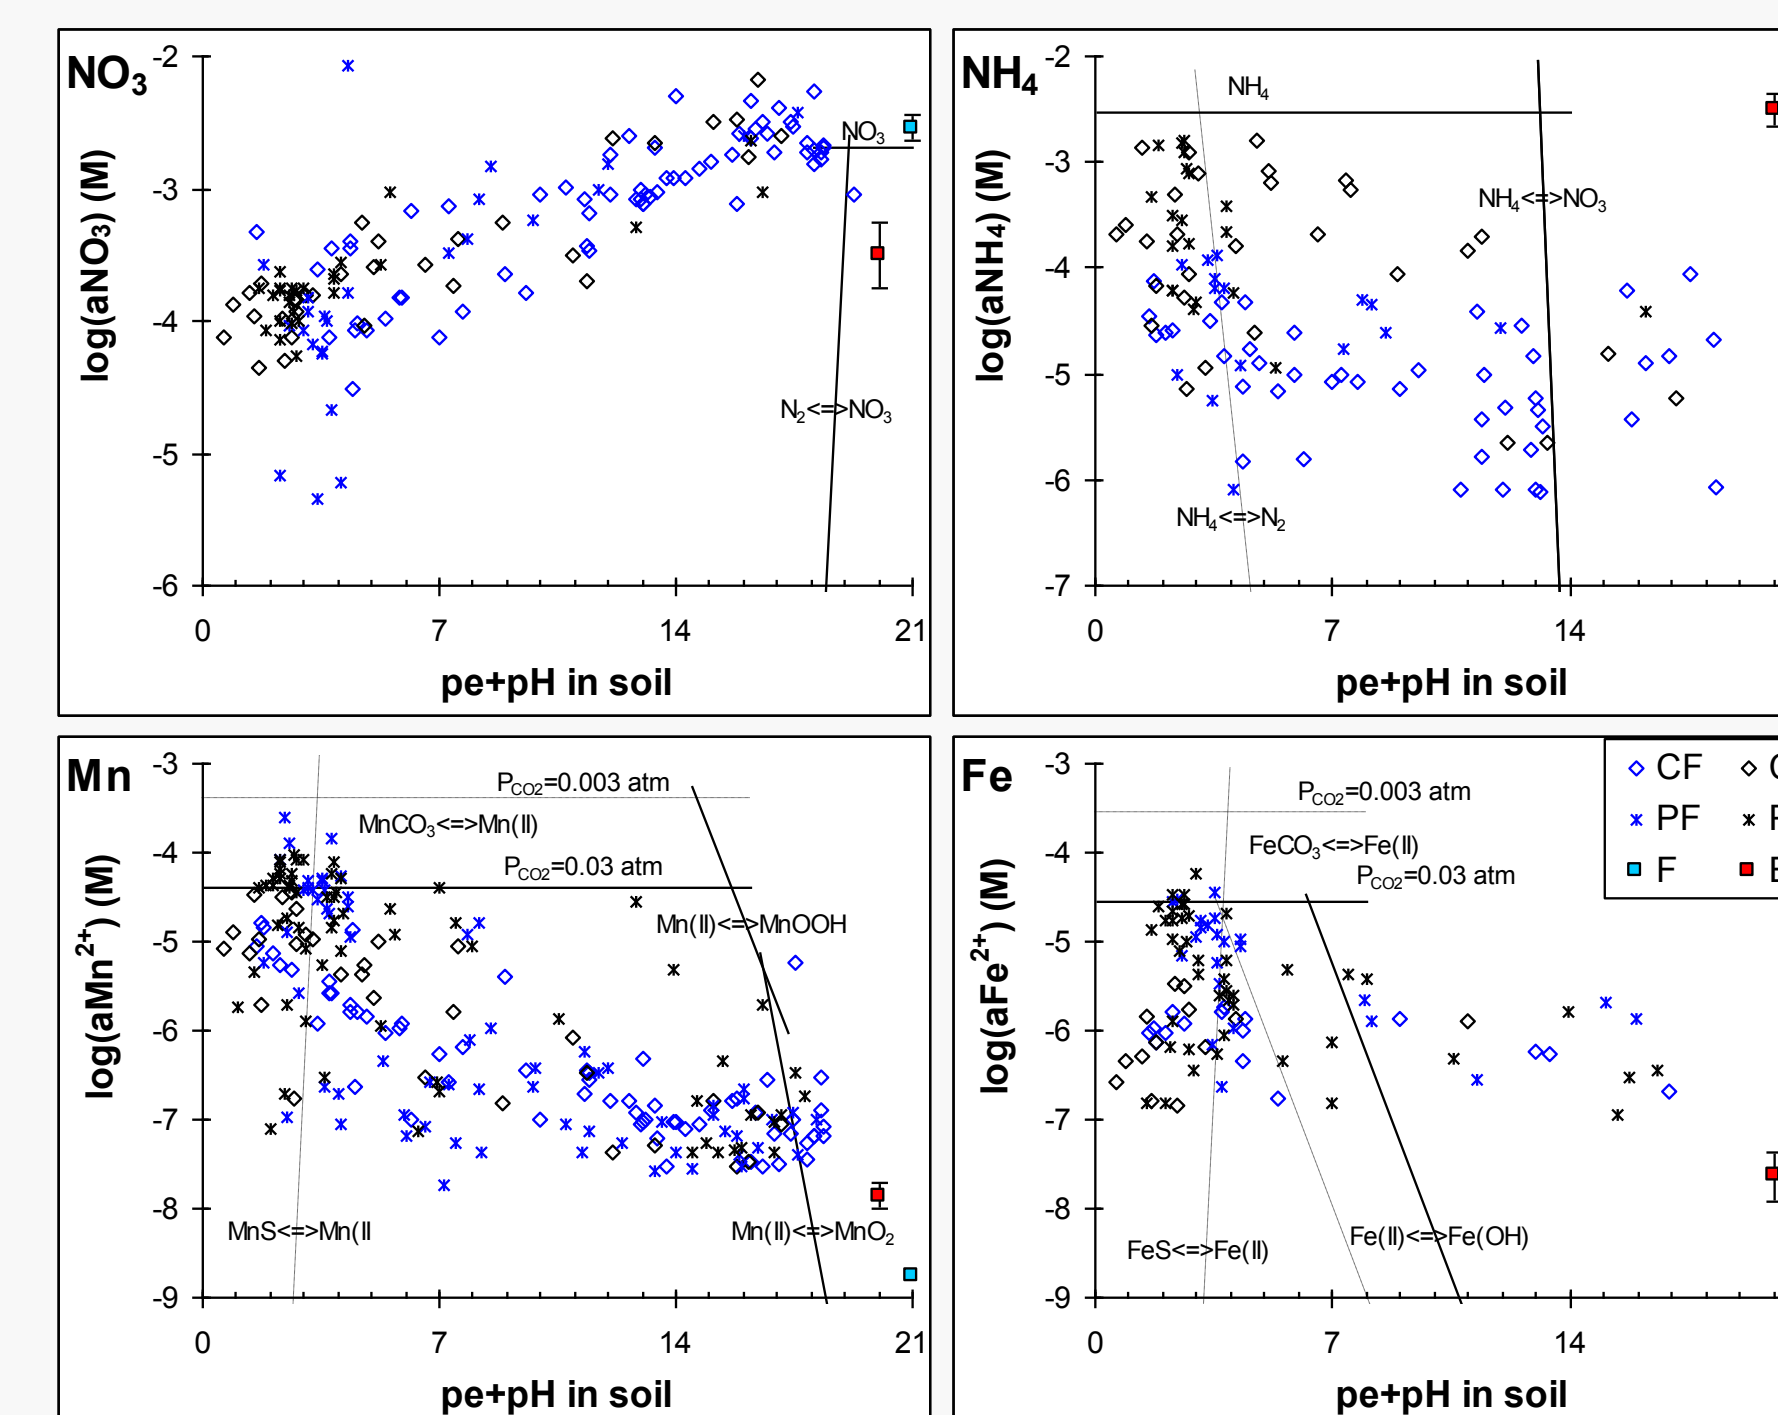 NO3
-2
-3
-4
-5
-6
log(aNO3) (M)
NO3
N2<=>NO3
0 7 14 21
pe+pH in soil
NH4
-2
-3
-4
-5
-6
-7
log(aNH4) (M)
NH4
NH4<=>NO3
NH4<=>N2
0 7 14
pe+pH in soil
Mn
-3
-4
-5
-6
-7
-8
-9
log(aMn2+) (M)
PCO2=0.003 atm
MnCO3<=>Mn(II)
PCO2=0.03 atm
Mn(II)<=>MnOOH
MnS<=>Mn(II
Mn(II)<=>MnO2
0 7 14 21
pe+pH in soil
Fe
-3
-4
-5
-6
-7
-8
-9
log(aFe2+) (M)
PCO2=0.003 atm
FeCO3<=>Fe(II)
PCO2=0.03 atm
FeS<=>Fe(II)
Fe(II)<=>Fe(OH)
0 7 14
pe+pH in soil
CF
PF
F